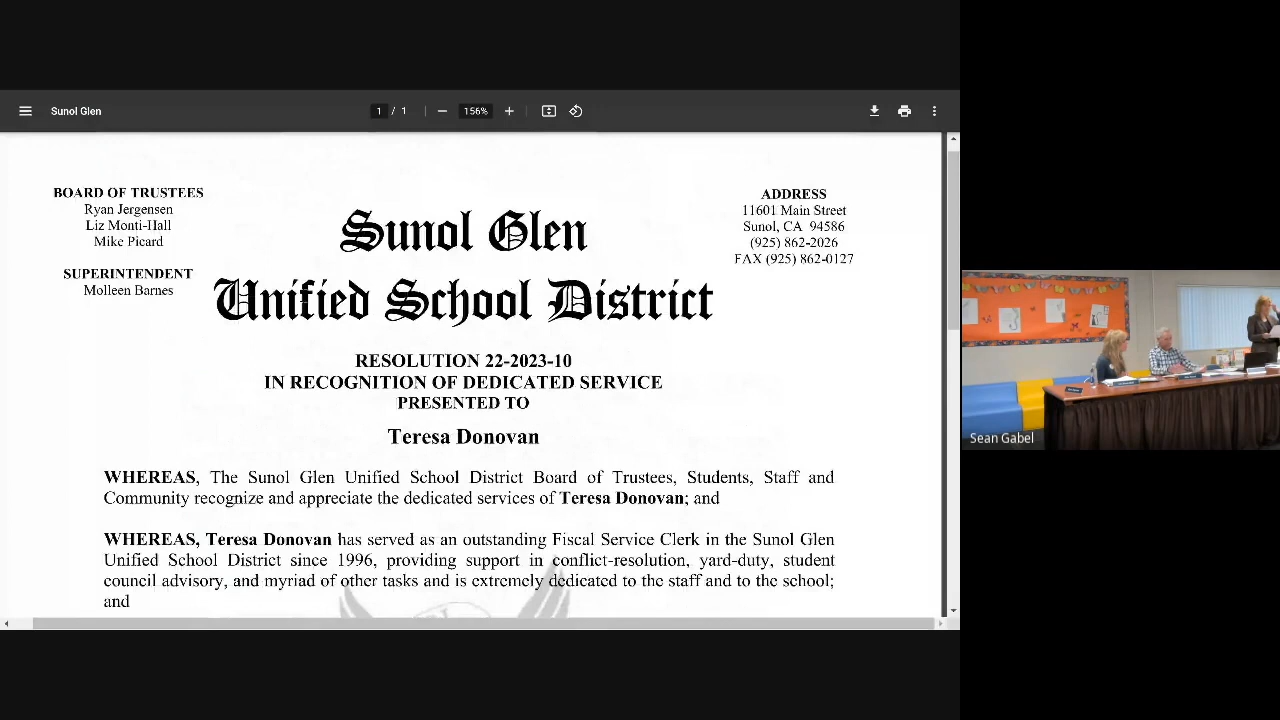 Sunol Glen
1 / 1
156%
BOARD OF TRUSTEES
Ryan Jergensen
Liz Monti-Hall
Mike Picard
SUPERINTENDENT
Molleen Barnes
Sunol Glen
Unified School District
ADDRESS
11601 Main Street
Sunol, CA 94586
(925) 862-2026
FAX (925) 862-0127
RESOLUTION 22-2023-10
IN RECOGNITION OF DEDICATED SERVICE
PRESENTED TO
Teresa Donovan
WHEREAS, The Sunol Glen Unified School District Board of Trustees, Students, Staff and
Community recognize and appreciate the dedicated services of Teresa Donovan; and
WHEREAS, Teresa Donovan has served as an outstanding Fiscal Service Clerk in the Sunol Glen
Unified School District since 1996, providing support in conflict-resolution, yard-duty, student
council advisory, and myriad of other tasks and is extremely dedicated to the staff and to the school;
and
Sean Gabel